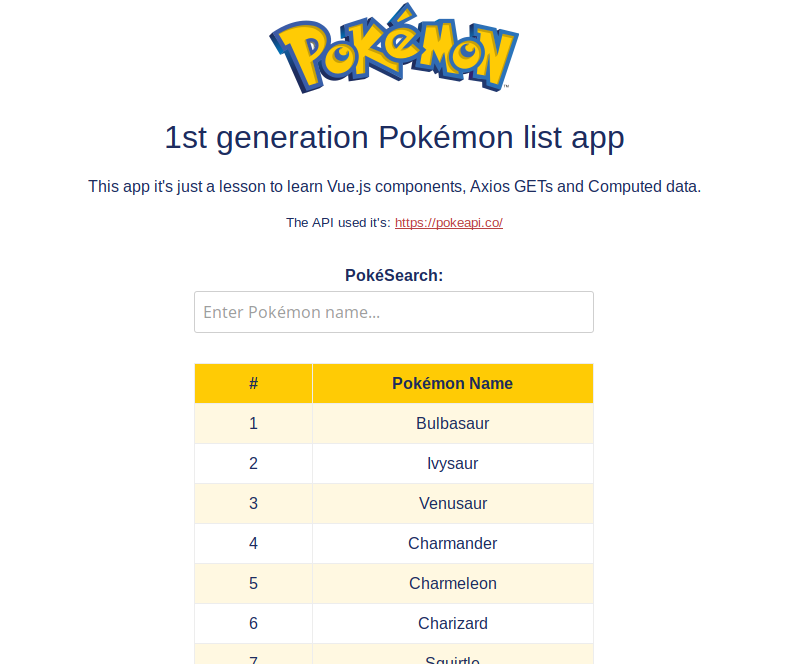 Pokémon
™
1st generation Pokémon list app
This app it's just a lesson to learn Vue.js components, Axios GETs and Computed data.
The API used it's: https://pokeapi.co/
PokéSearch:
Enter Pokémon name...
# Pokémon Name
1 Bulbasaur
2 Ivysaur
3 Venusaur
4 Charmander
5 Charmeleon
6 Charizard
7 Squirtle